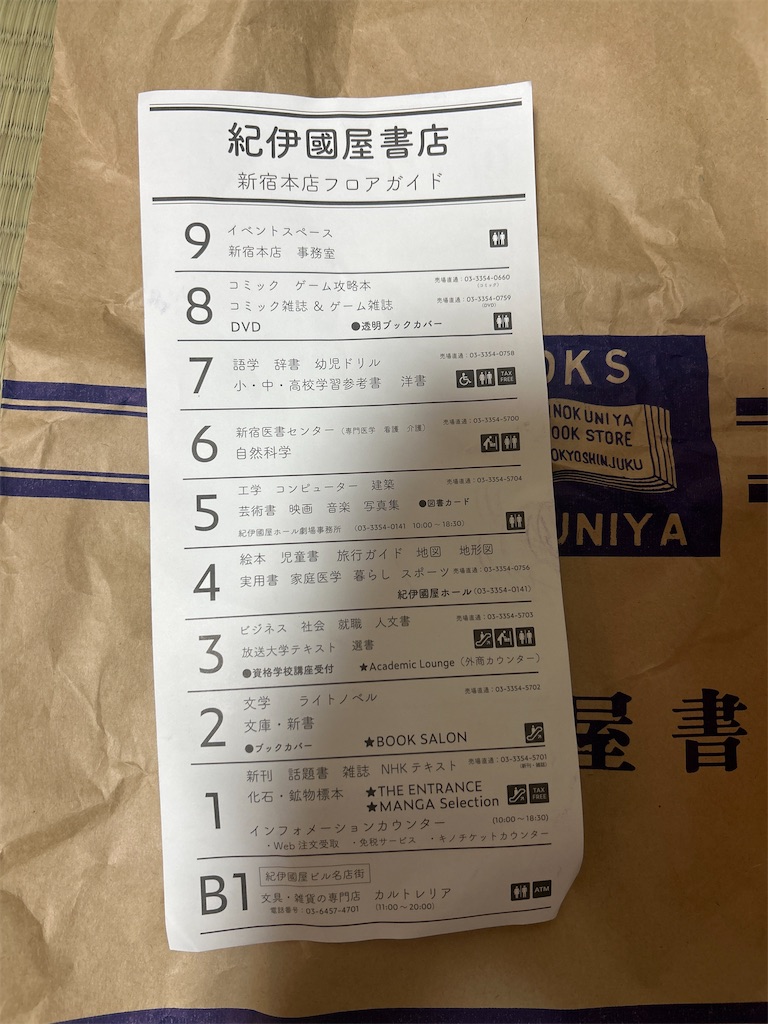 紀伊國屋書店
新宿本店フロアガイド
9 イベントスペース
新宿本店 事務室
8 コミック ゲーム攻略本 売場直通:03-3354-0660
(コミック)
コミック雑誌 & ゲーム雑誌 売場直通:03-3354-0759
(DVD)
DVD ●透明ブックカバー
7 語学 辞書 幼児ドリル 売場直通:03-3354-0758
小・中・高校学習参考書 洋書 TAX FREE
6 新宿医書センター(専門医学 看護 介護) 売場直通:03-3354-5700
自然科学
5 工学 コンピューター 建築 売場直通:03-3354-5704
芸術書 映画 音楽 写真集 ●図書カード
紀伊國屋ホール劇場事務所 (03-3354-0141 10:00~18:30)
4 絵本 児童書 旅行ガイド 地図 地形図
実用書 家庭医学 暮らし スポーツ 売場直通:03-3354-0756
紀伊國屋ホール(03-3354-0141)
3 ビジネス 社会 就職 人文書 売場直通:03-3354-5703
放送大学テキスト 選書
●資格学校講座受付 ★Academic Lounge(外商カウンター)
2 文学 ライトノベル 売場直通:03-3354-5702
文庫・新書
●ブックカバー ★BOOK SALON
1 新刊 話題書 雑誌 NHKテキスト 売場直通:03-3354-5701
(新刊・雑誌)
化石・鉱物標本 ★THE ENTRANCE
★MANGA Selection TAX FREE
インフォメーションカウンター (10:00~18:30)
・Web注文受取 ・免税サービス ・キノチケットカウンター
B1 紀伊國屋ビル名店街
文具・雑貨の専門店 カルトレリア ATM
電話番号:03-6457-4701 (11:00~20:00)
OKS
INOKUNIYA
OOK STORE
OKYOSHINJUKU
UNIYA
屋書